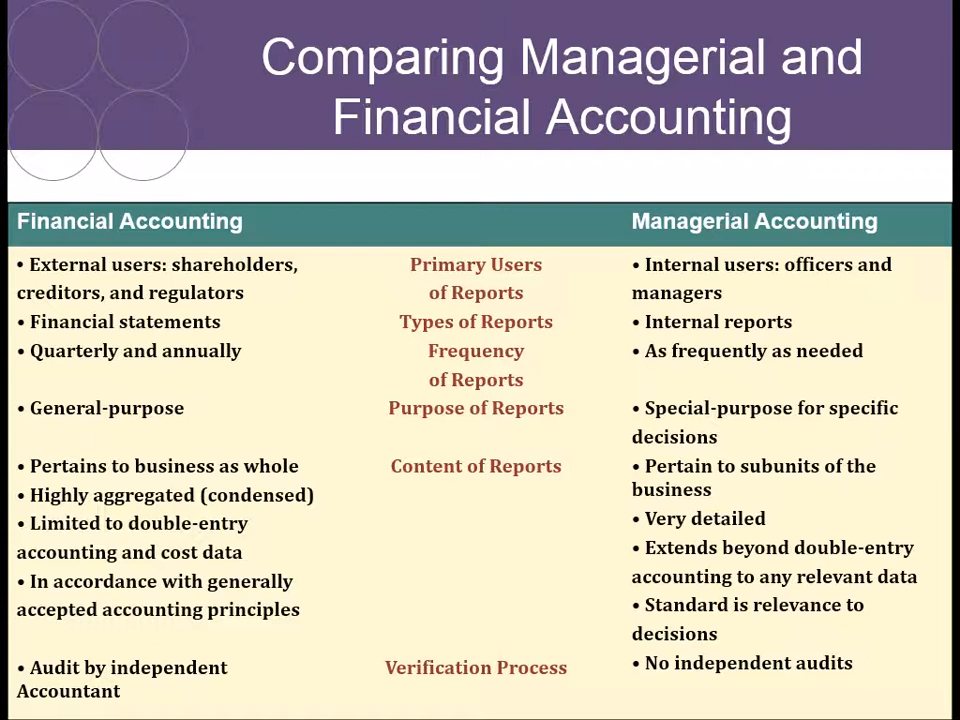 Comparing Managerial and
Financial Accounting
Financial Accounting
Managerial Accounting
• External users: shareholders,
creditors, and regulators
• Financial statements
• Quarterly and annually
• General-purpose
• Pertains to business as whole
• Highly aggregated (condensed)
• Limited to double-entry
accounting and cost data
• In accordance with generally
accepted accounting principles
• Audit by independent
Accountant
Primary Users
of Reports
Types of Reports
Frequency
of Reports
Purpose of Reports
Content of Reports
Verification Process
• Internal users: officers and
managers
• Internal reports
• As frequently as needed
• Special-purpose for specific
decisions
• Pertain to subunits of the
business
• Very detailed
• Extends beyond double-entry
accounting to any relevant data
• Standard is relevance to
decisions
• No independent audits